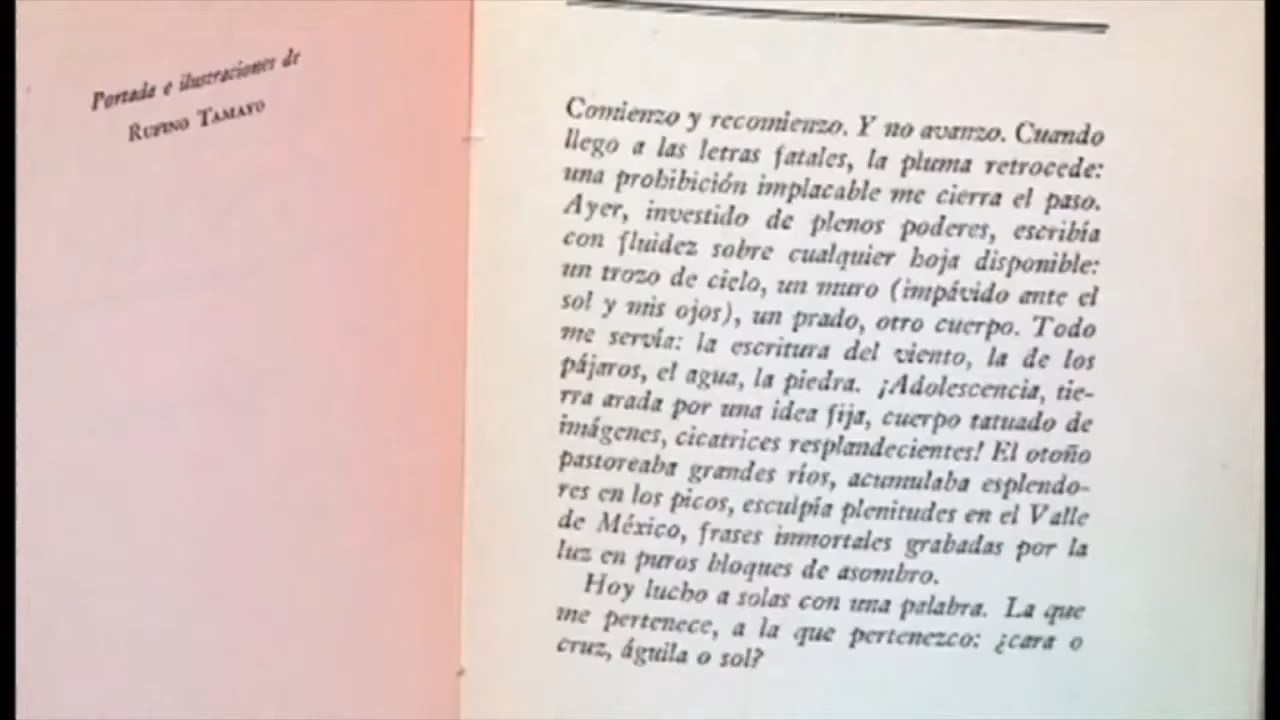 Portada e ilustraciones de
RUFINO TAMAYO
Comienzo y recomienzo. Y no avanzo. Cuando
llego a las letras fatales, la pluma retrocede:
una prohibición implacable me cierra el paso.
Ayer, investido de plenos poderes, escribía
con fluidez sobre cualquier hoja disponible:
un trozo de cielo, un muro (impávido ante el
sol y mis ojos), un prado, otro cuerpo. Todo
me servía: la escritura del viento, la de los
pájaros, el agua, la piedra. ¡Adolescencia, tie-
rra arada por una idea fija, cuerpo tatuado de
imágenes, cicatrices resplandecientes! El otoño
pastoreaba grandes ríos, acumulaba esplendo-
res en los picos, esculpía plenitudes en el Valle
de México, frases inmortales grabadas por la
luz en puros bloques de asombro.
Hoy lucho a solas con una palabra. La que
me pertenece, a la que pertenezco: ¿cara o
cruz, águila o sol?